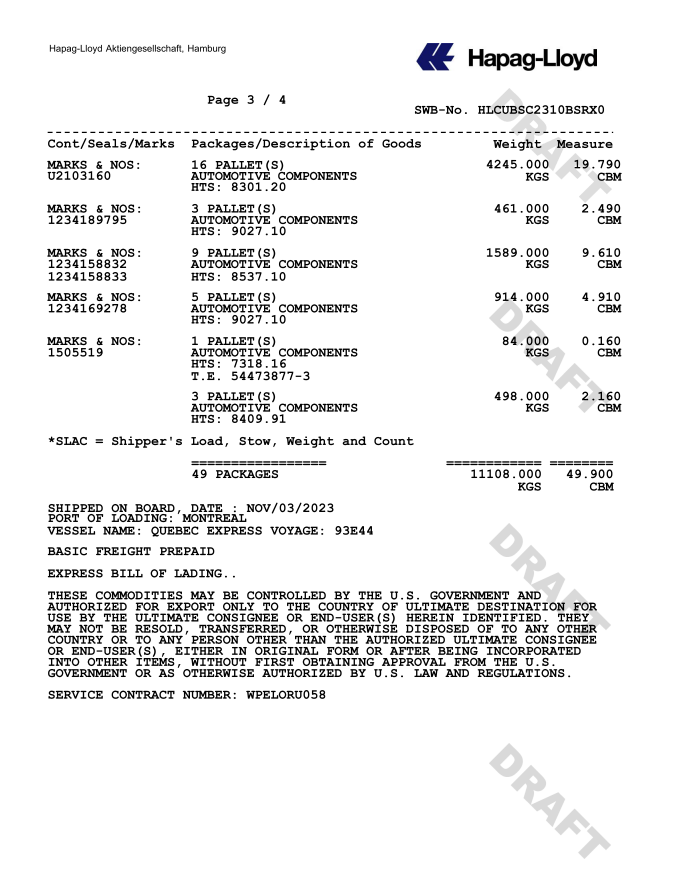 Hapag-Lloyd Aktiengesellschaft, Hamburg
Hapag-Lloyd
Page 3 / 4
SWB-No. HLCUBSC2310BSRX0
Cont/Seals/Marks Packages/Description of Goods Weight Measure
MARKS & NOS: 16 PALLET(S) 4245.000 19.790
U2103160 AUTOMOTIVE COMPONENTS KGS CBM
HTS: 8301.20
MARKS & NOS: 3 PALLET(S) 461.000 2.490
1234189795 AUTOMOTIVE COMPONENTS KGS CBM
HTS: 9027.10
MARKS & NOS: 9 PALLET(S) 1589.000 9.610
1234158832 AUTOMOTIVE COMPONENTS KGS CBM
1234158833 HTS: 8537.10
MARKS & NOS: 5 PALLET(S) 914.000 4.910
1234169278 AUTOMOTIVE COMPONENTS KGS CBM
HTS: 9027.10
MARKS & NOS: 1 PALLET(S) 84.000 0.160
1505519 AUTOMOTIVE COMPONENTS KGS CBM
HTS: 7318.16
T.E. 54473877-3
3 PALLET(S) 498.000 2.160
AUTOMOTIVE COMPONENTS KGS CBM
HTS: 8409.91
*SLAC = Shipper's Load, Stow, Weight and Count
================= ============ ========
49 PACKAGES 11108.000 49.900
KGS CBM
SHIPPED ON BOARD, DATE : NOV/03/2023
PORT OF LOADING: MONTREAL
VESSEL NAME: QUEBEC EXPRESS VOYAGE: 93E44
BASIC FREIGHT PREPAID
EXPRESS BILL OF LADING..
THESE COMMODITIES MAY BE CONTROLLED BY THE U.S. GOVERNMENT AND
AUTHORIZED FOR EXPORT ONLY TO THE COUNTRY OF ULTIMATE DESTINATION FOR
USE BY THE ULTIMATE CONSIGNEE OR END-USER(S) HEREIN IDENTIFIED. THEY
MAY NOT BE RESOLD, TRANSFERRED, OR OTHERWISE DISPOSED OF TO ANY OTHER
COUNTRY OR TO ANY PERSON OTHER THAN THE AUTHORIZED ULTIMATE CONSIGNEE
OR END-USER(S), EITHER IN ORIGINAL FORM OR AFTER BEING INCORPORATED
INTO OTHER ITEMS, WITHOUT FIRST OBTAINING APPROVAL FROM THE U.S.
GOVERNMENT OR AS OTHERWISE AUTHORIZED BY U.S. LAW AND REGULATIONS.
SERVICE CONTRACT NUMBER: WPELORU058
DRAFT
DRAFT
DRAFT
DRAFT